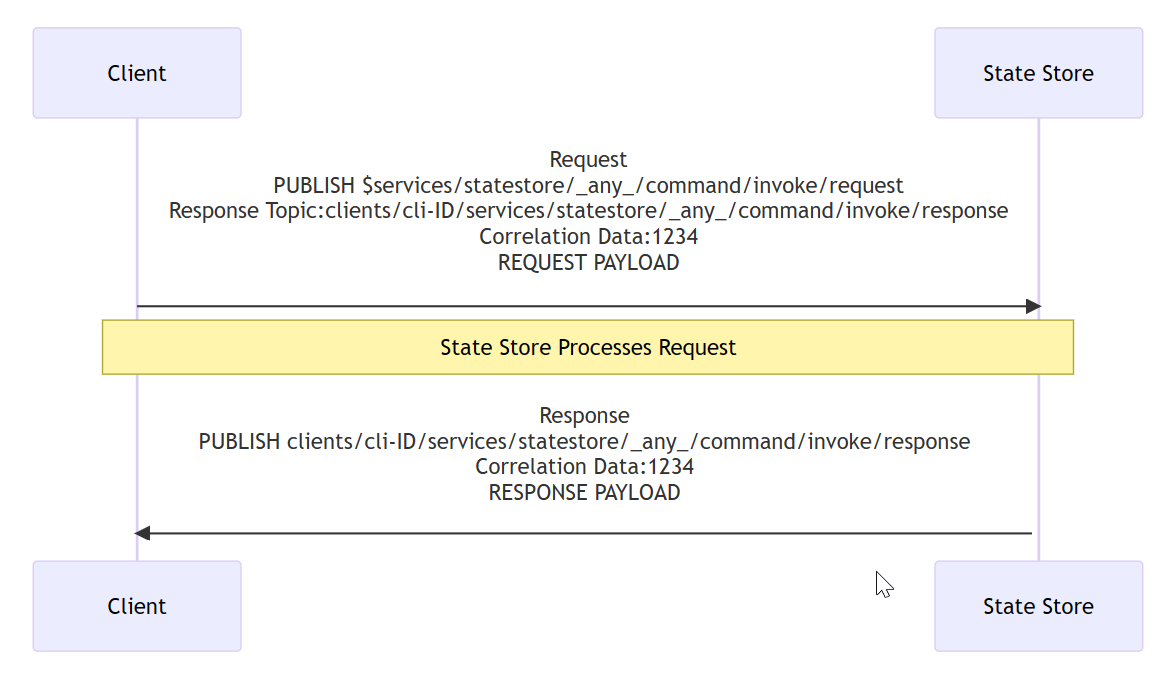 Client
State Store
Request
PUBLISH $services/statestore/_any_/command/invoke/request
Response Topic:clients/cli-ID/services/statestore/_any_/command/invoke/response
Correlation Data:1234
REQUEST PAYLOAD
State Store Processes Request
Response
PUBLISH clients/cli-ID/services/statestore/_any_/command/invoke/response
Correlation Data:1234
RESPONSE PAYLOAD
Client
State Store